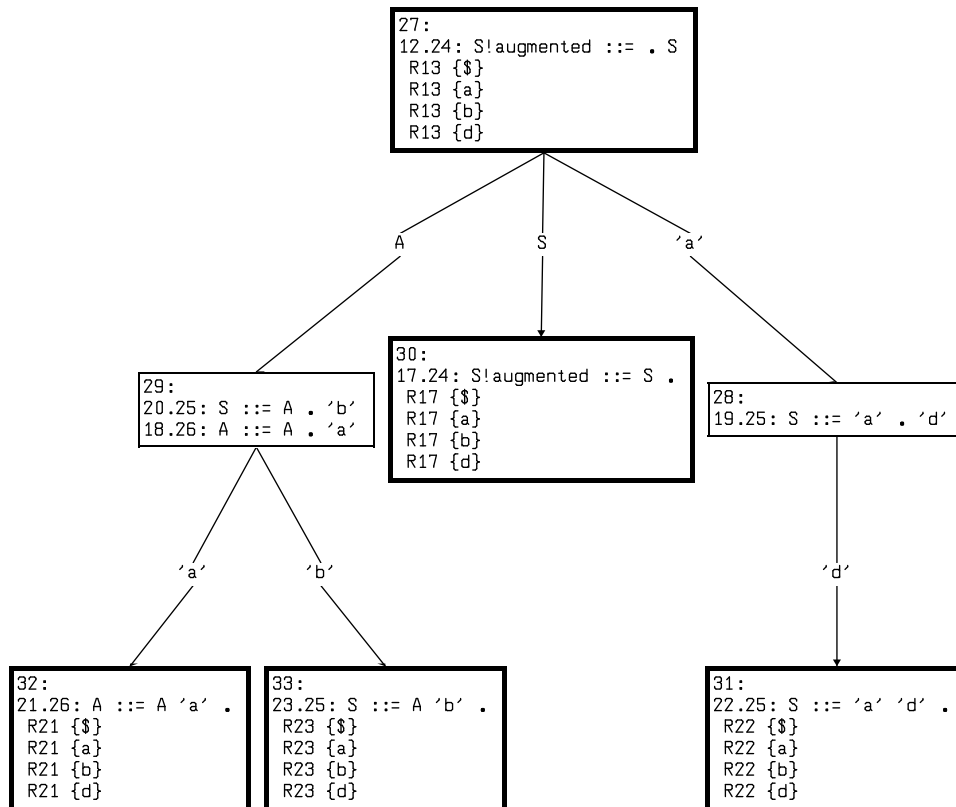 27:
12.24: S!augmented ::= . S
R13 {$}
R13 {a}
R13 {b}
R13 {d}
A
S
'a'
29:
20.25: S ::= A . 'b'
18.26: A ::= A . 'a'
30:
17.24: S!augmented ::= S .
R17 {$}
R17 {a}
R17 {b}
R17 {d}
28:
19.25: S ::= 'a' . 'd'
'a'
'b'
'd'
32:
21.26: A ::= A 'a' .
R21 {$}
R21 {a}
R21 {b}
R21 {d}
33:
23.25: S ::= A 'b' .
R23 {$}
R23 {a}
R23 {b}
R23 {d}
31:
22.25: S ::= 'a' 'd' .
R22 {$}
R22 {a}
R22 {b}
R22 {d}